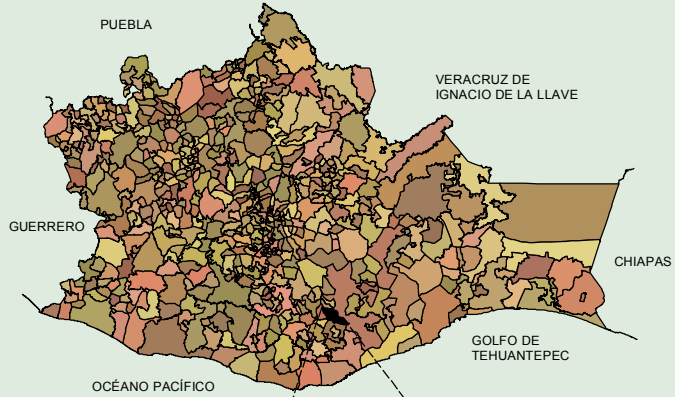 PUEBLA
VERACRUZ DE
IGNACIO DE LA LLAVE
GUERRERO
CHIAPAS
GOLFO DE
TEHUANTEPEC
OCÉANO PACÍFICO